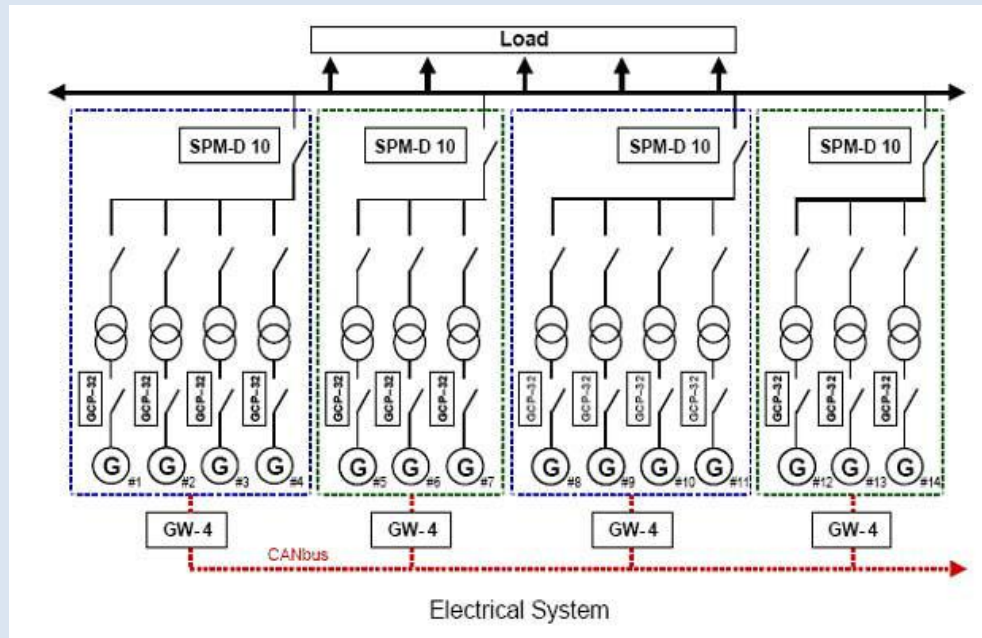 Load
SPM-D 10
SPM-D 10
SPM-D 10
SPM-D 10
GCP-32
GCP-32
GCP-32
GCP-32
GCP-32
GCP-32
GCP-32
GCP-32
GCP-32
GCP-32
GCP-32
GCP-32
GCP-32
GCP-32
G #1
G #2
G #3
G #4
G #5
G #6
G #7
G #8
G #9
G #10
G #11
G #12
G #13
G #14
GW-4
GW-4
GW-4
GW-4
CANbus
Electrical System